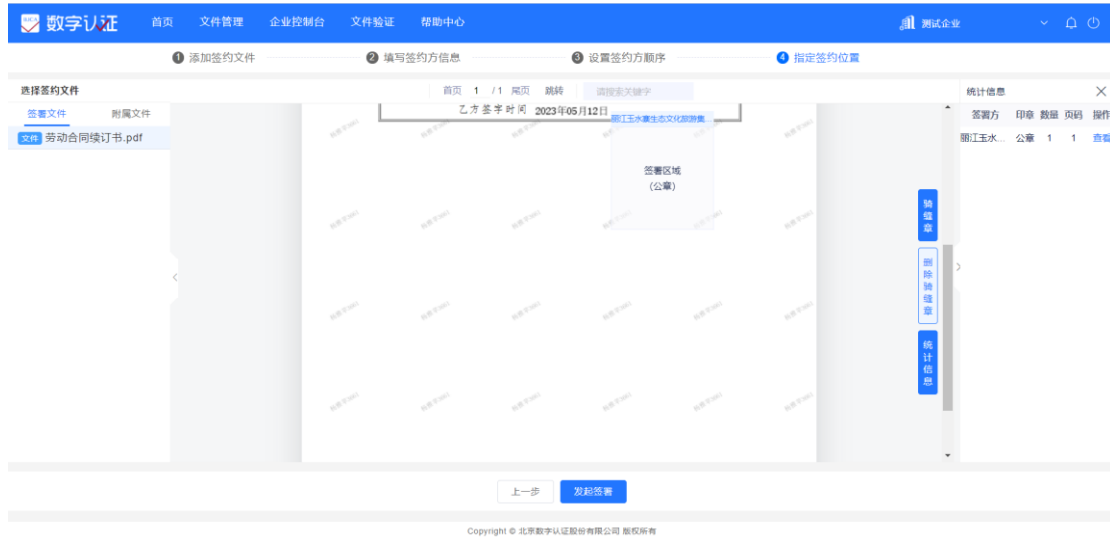 数字认证 首页 文件管理 企业控制台 文件验证 帮助中心 测试企业
1 添加签约文件 2 填写签约方信息 3 设置签约方顺序 4 指定签约位置
选择签约文件
签署文件 附属文件
文件 劳动合同续订书.pdf
首页 1 /1 尾页 跳转 请搜索关键字
乙方签字时间 2023年05月12日
丽江玉水寨生态文化旅游集...
签署区域
(公章)
骑缝章
删除骑缝章
统计信息
统计信息
签署方 印章 数量 页码 操作
丽江玉水... 公章 1 1 查看
上一步 发起签署
Copyright © 北京数字认证股份有限公司 版权所有